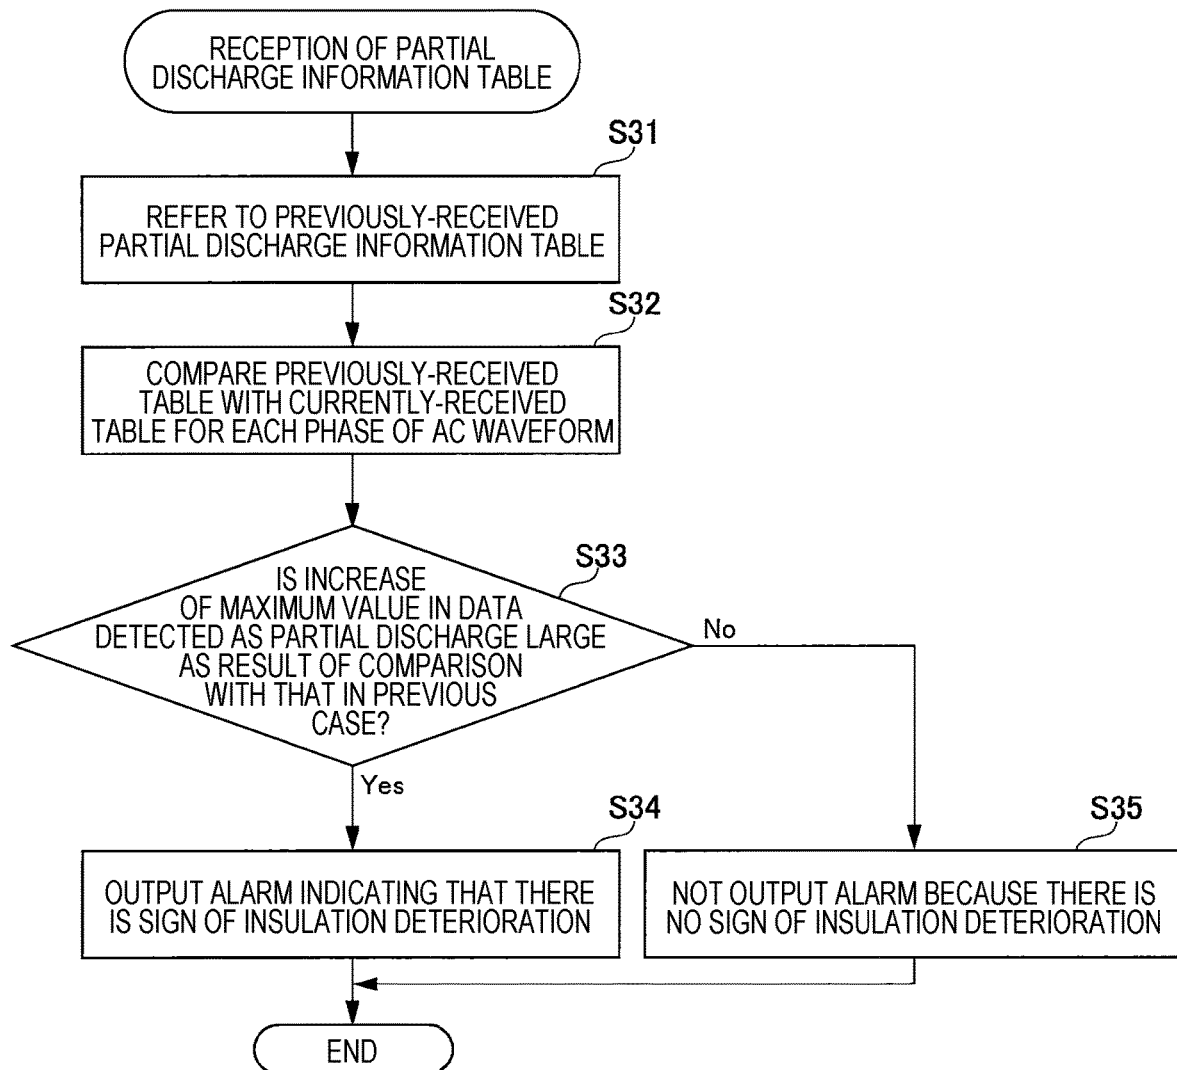 RECEPTION OF PARTIAL
DISCHARGE INFORMATION TABLE
S31
REFER TO PREVIOUSLY-RECEIVED
PARTIAL DISCHARGE INFORMATION TABLE
S32
COMPARE PREVIOUSLY-RECEIVED
TABLE WITH CURRENTLY-RECEIVED
TABLE FOR EACH PHASE OF AC WAVEFORM
S33
IS INCREASE
OF MAXIMUM VALUE IN DATA
DETECTED AS PARTIAL DISCHARGE LARGE
AS RESULT OF COMPARISON
WITH THAT IN PREVIOUS
CASE?
No
Yes
S34
OUTPUT ALARM INDICATING THAT THERE
IS SIGN OF INSULATION DETERIORATION
S35
NOT OUTPUT ALARM BECAUSE THERE IS
NO SIGN OF INSULATION DETERIORATION
END